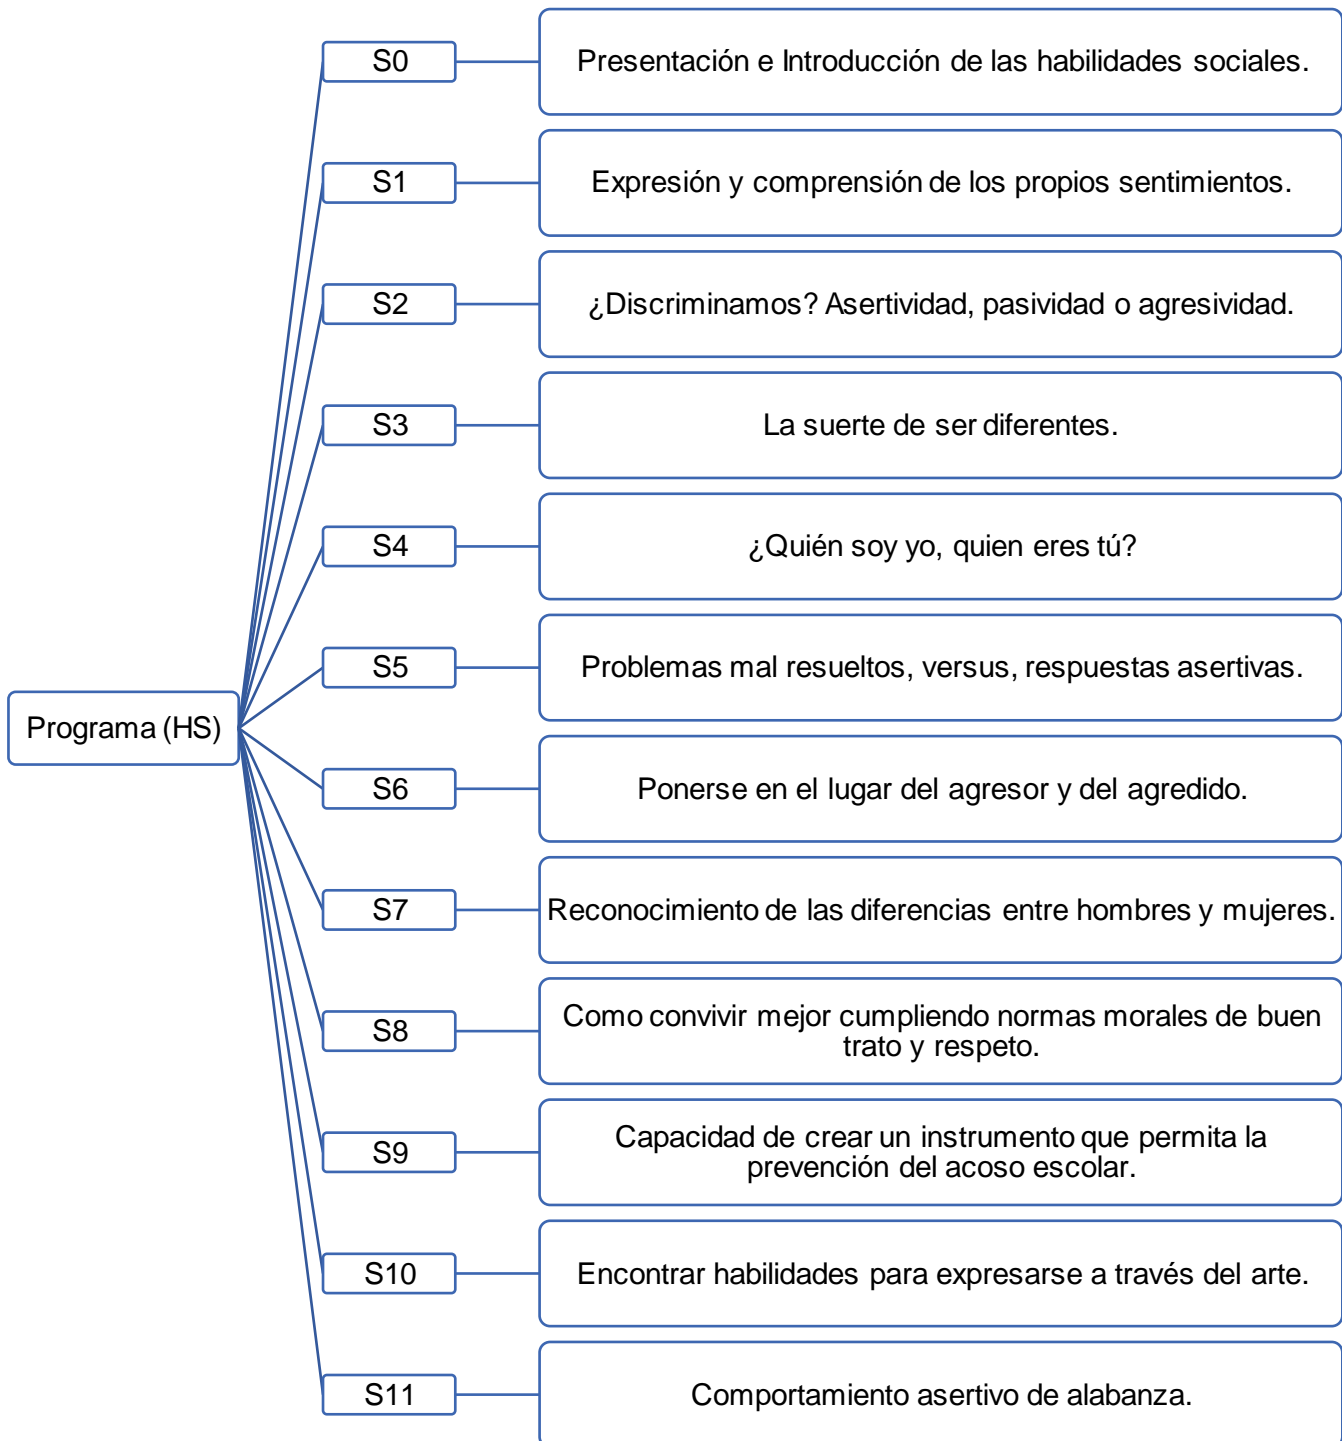 S0
Presentación e Introducción de las habilidades sociales.
S1
Expresión y comprensión de los propios sentimientos.
S2
¿Discriminamos? Asertividad, pasividad o agresividad.
S3
La suerte de ser diferentes.
S4
¿Quién soy yo, quien eres tú?
S5
Problemas mal resueltos, versus, respuestas asertivas.
Programa (HS)
S6
Ponerse en el lugar del agresor y del agredido.
S7
Reconocimiento de las diferencias entre hombres y mujeres.
S8
Como convivir mejor cumpliendo normas morales de buen
trato y respeto.
S9
Capacidad de crear un instrumento que permita la
prevención del acoso escolar.
S10
Encontrar habilidades para expresarse a través del arte.
S11
Comportamiento asertivo de alabanza.